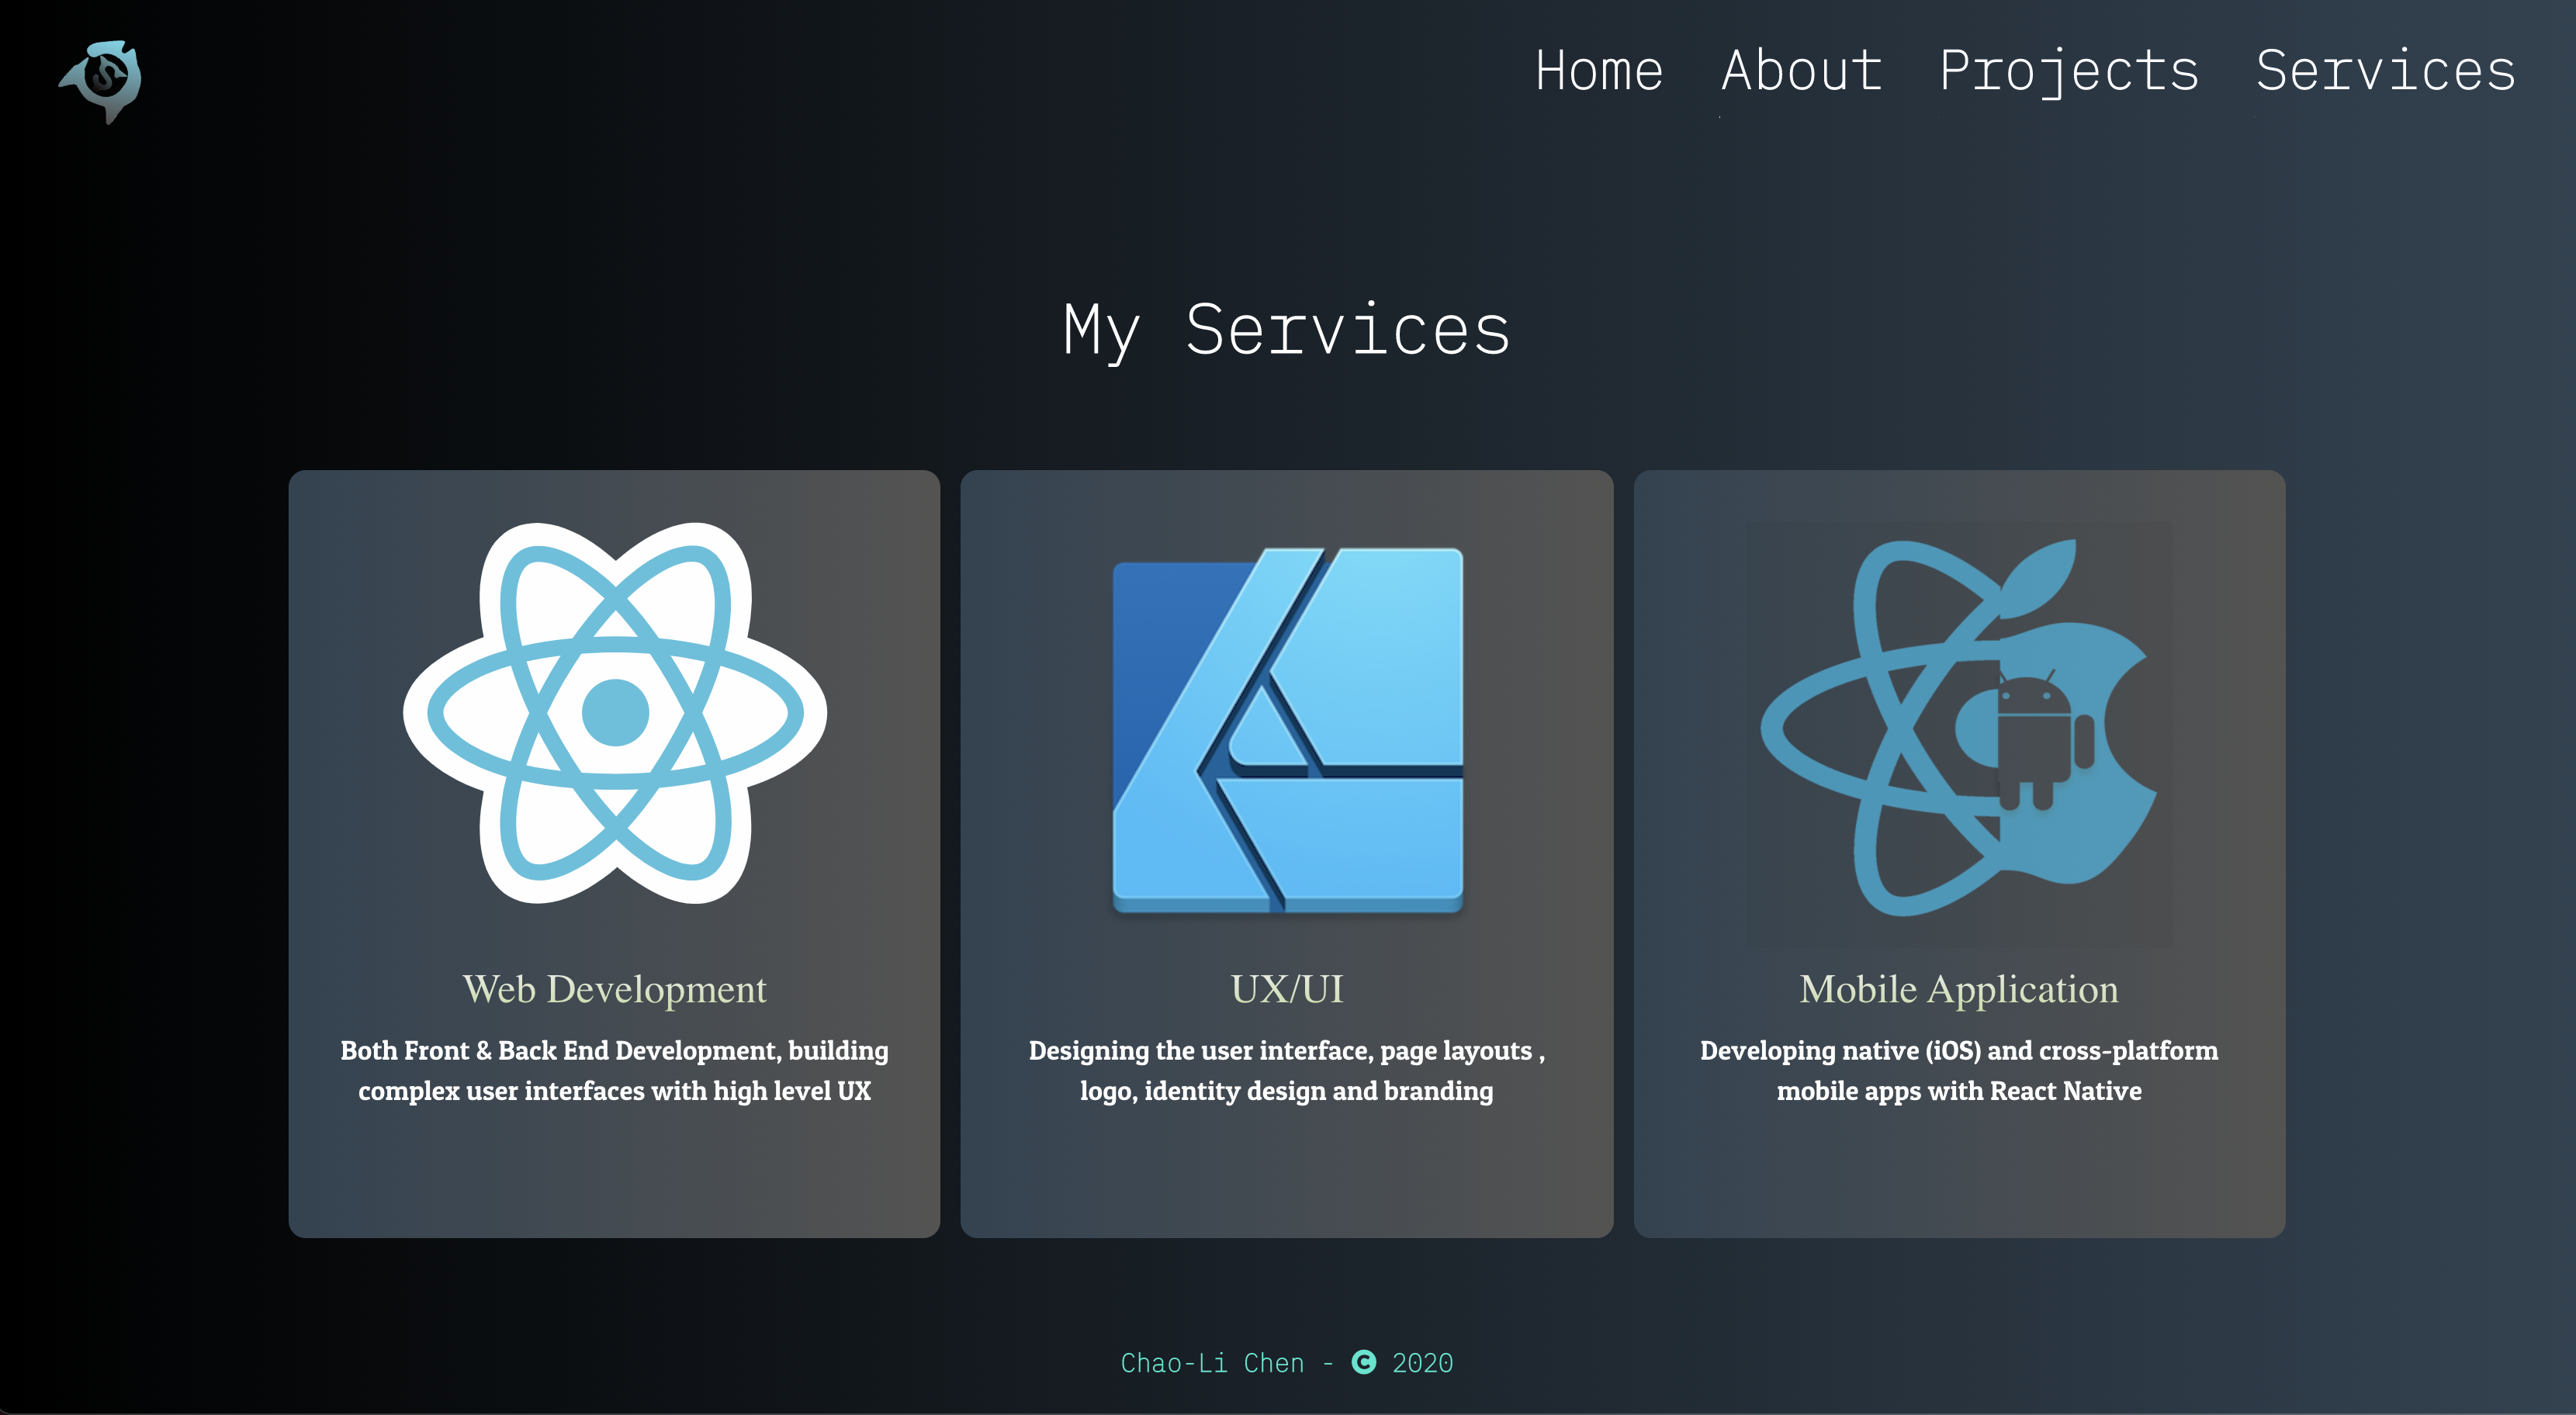 Home About Projects Services
My Services
Web Development
Both Front & Back End Development, building
complex user interfaces with high level UX
UX/UI
Designing the user interface, page layouts ,
logo, identity design and branding
Mobile Application
Developing native (iOS) and cross-platform
mobile apps with React Native
Chao-Li Chen - © 2020